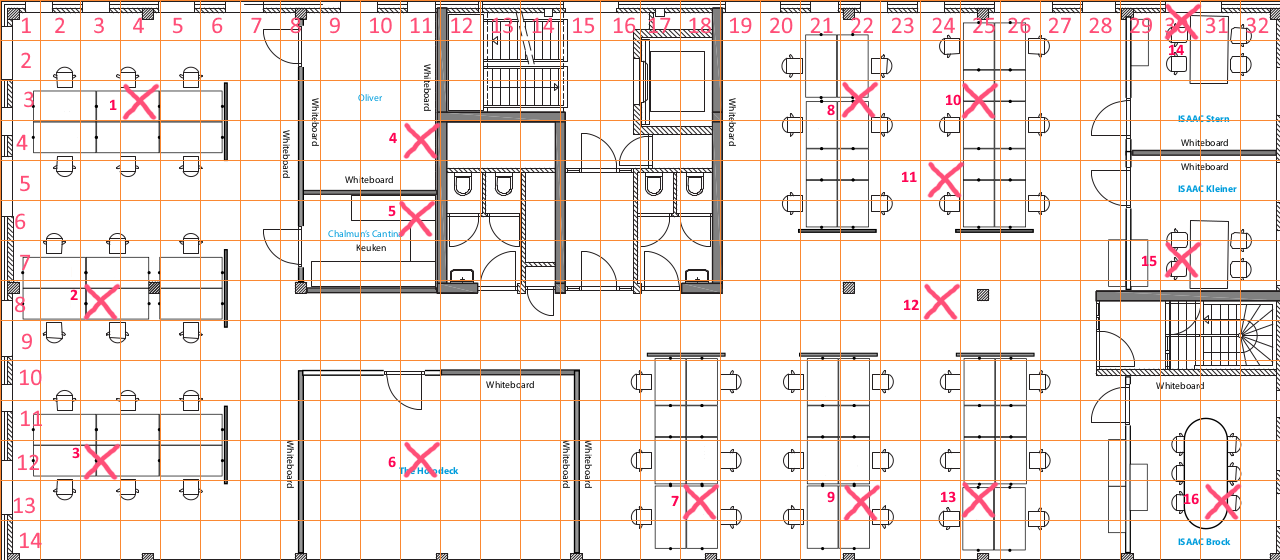 1 2 3 4 5 6 7 8 9 10 11 12 13 14 15 16 17 18 19 20 21 22 23 24 25 26 27 28 29 30 31 32
14
2
3
1
Oliver
Whiteboard
Whiteboard
Whiteboard
Whiteboard
8
10
ISAAC Stern
4
4
Whiteboard
Whiteboard
5
Whiteboard
11
ISAAC Kleiner
6
5
Chalmun's Cantina
Keuken
7
15
8
2
12
9
10
Whiteboard
Whiteboard
11
12
3
Whiteboard
6
The Holodeck
Whiteboard
Whiteboard
13
7
9
13
16
14
ISAAC Brock